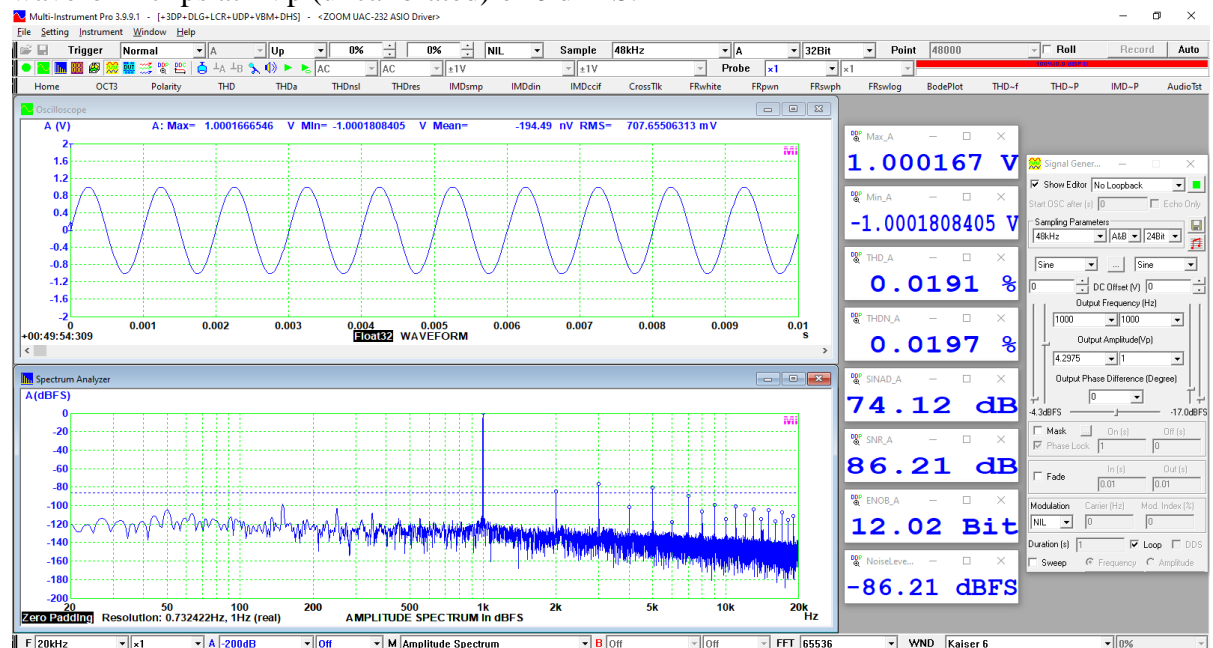 Multi-Instrument Pro 3.9.9.1 - [+3DP+DLG+LCR+UDP+VBM+DHS] - <ZOOM UAC-232 ASIO Driver>
File Setting Instrument Window Help
Trigger Normal A Up 0% 0% NIL Sample 48kHz A 32Bit Point 48000 Roll Record Auto
AC AC ±1V ±1V Probe ×1 ×1
Home OCT3 Polarity THD THDa THDnsl THDres IMDsmp IMDdin IMDccif CrossTlk FRwhite FRpwn FRswph FRswlog BodePlot THD~f THD~P IMD~P AudioTst
Oscilloscope
A (V) A: Max= 1.0001666546 V Min= -1.0001808405 V Mean= -194.49 nV RMS= 707.65506313 mV
2
1.6
1.2
0.8
0.4
0
-0.4
-0.8
-1.2
-1.6
-2
0 0.001 0.002 0.003 0.004 0.005 0.006 0.007 0.008 0.009 0.01
+00:49:54:309 Float32 WAVEFORM s
Spectrum Analyzer
A(dBFS)
0
-20
-40
-60
-80
-100
-120
-140
-160
-180
-200
20 50 100 200 500 1k 2k 5k 10k 20k
Zero Padding Resolution: 0.732422Hz, 1Hz (real) AMPLITUDE SPECTRUM In dBFS Hz
F 20kHz ×1 A -200dB Off M Amplitude Spectrum B Off Off FFT 65536 WND Kaiser 6 0%
Max_A
1.000167 V
Min_A
-1.0001808405 V
THD_A
0.0191 %
THDN_A
0.0197 %
SINAD_A
74.12 dB
SNR_A
86.21 dB
ENOB_A
12.02 Bit
NoiseLeve...
-86.21 dBFS
Signal Gener...
Show Editor No Loopback
Start OSC after (s) 0 Echo Only
Sampling Parameters
48kHz A&B 24Bit
Sine ... Sine
0 DC Offset (V) 0
Output Frequency (Hz)
1000 1000
Output Amplitude(Vp)
4.2975 1
Output Phase Difference (Degree)
0
-4.3dBFS -17.0dBFS
Mask ... On (s) Off (s)
Phase Lock 1 0
Fade In (s) Out (s)
0.01 0.01
Modulation Carrier (Hz) Mod. Index (%)
NIL 0 0
Duration (s) 1 Loop DDS
Sweep Frequency Amplitude